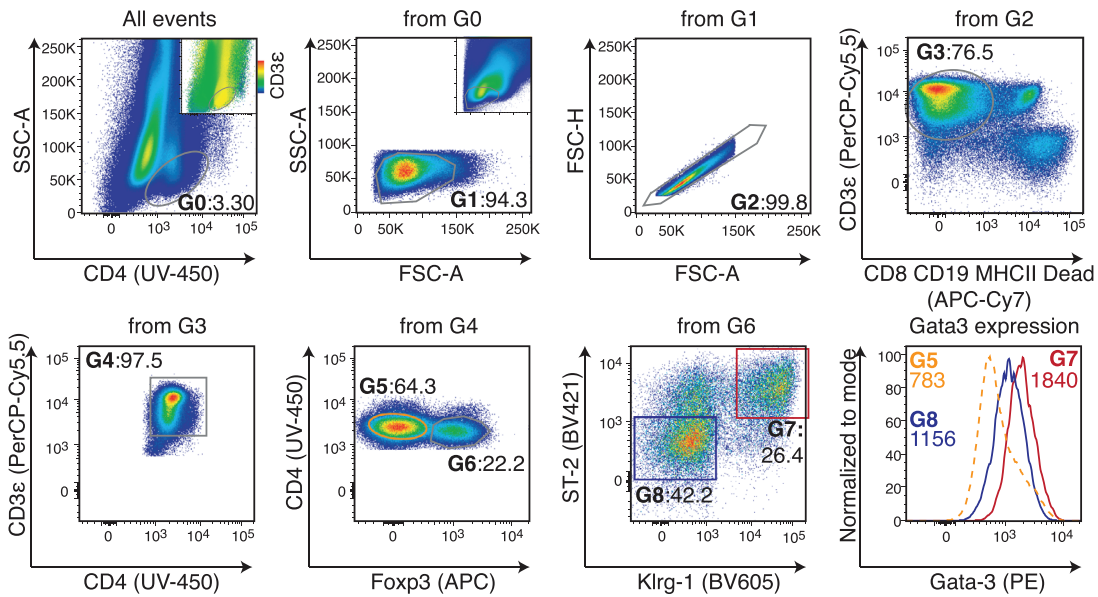 All events
from G0
from G1
from G2
250K
200K
150K
100K
50K
0
SSC-A
CD3ε
G0:3.30
0
10³
10⁴
10⁵
CD4 (UV-450)
250K
200K
150K
100K
50K
0
SSC-A
G1:94.3
0
50K
150K
250K
FSC-A
250K
200K
150K
100K
50K
0
FSC-H
G2:99.8
0
50K
150K
250K
FSC-A
10⁵
10⁴
10³
0
CD3ε (PerCP-Cy5.5)
G3:76.5
0
10³
10⁴
10⁵
CD8 CD19 MHCII Dead
(APC-Cy7)
from G3
from G4
from G6
Gata3 expression
10⁵
10⁴
10³
0
CD3ε (PerCP-Cy5.5)
G4:97.5
0
10³
10⁴
10⁵
CD4 (UV-450)
10⁵
10⁴
10³
0
CD4 (UV-450)
G5:64.3
G6:22.2
0
10³
10⁴
Foxp3 (APC)
10⁴
10³
0
ST-2 (BV421)
G7:
26.4
G8:42.2
0
10³
10⁴
10⁵
Klrg-1 (BV605)
100
80
60
40
20
0
Normalized to mode
G5
783
G7
1840
G8
1156
0
10³
10⁴
Gata-3 (PE)